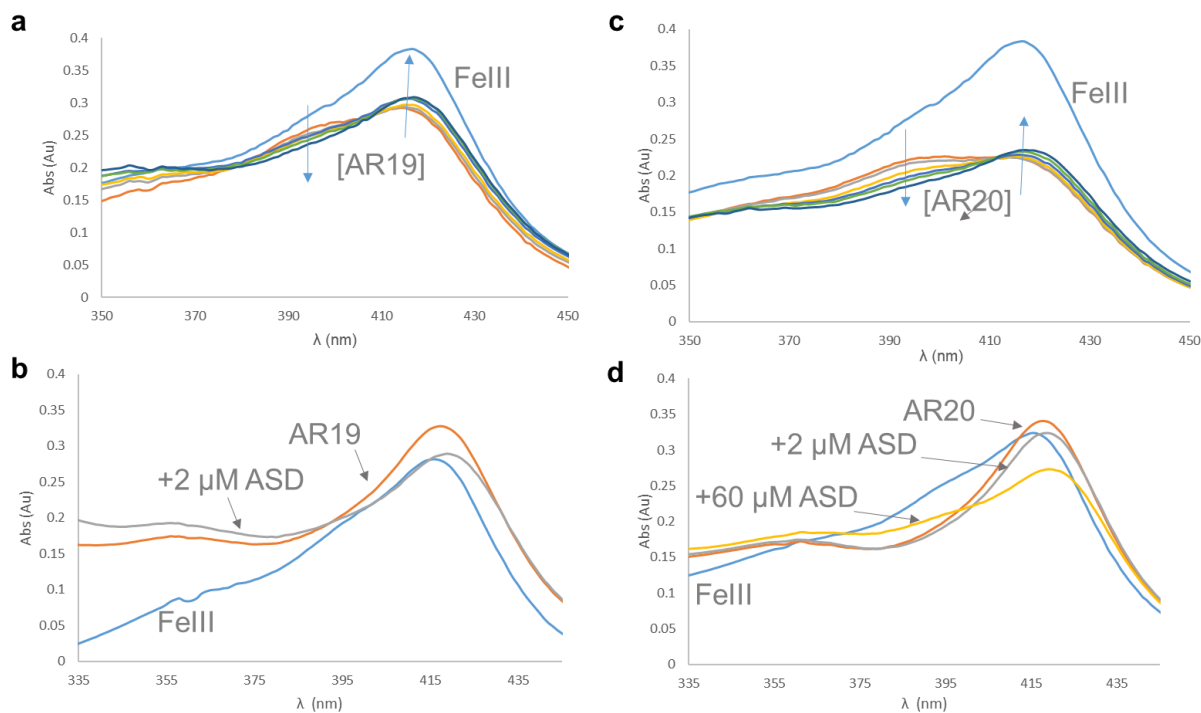 a
Abs (Au)
0.4
0.35
0.3
0.25
0.2
0.15
0.1
0.05
0
350
370
390
410
430
450
λ (nm)
FeIII
[AR19]
c
Abs (Au)
0.4
0.35
0.3
0.25
0.2
0.15
0.1
0.05
0
350
370
390
410
430
450
λ (nm)
FeIII
[AR20]
b
Abs (Au)
0.4
0.35
0.3
0.25
0.2
0.15
0.1
0.05
0
335
355
375
395
415
435
λ (nm)
AR19
+2 µM ASD
FeIII
d
Abs (Au)
0.4
0.35
0.3
0.25
0.2
0.15
0.1
0.05
0
335
355
375
395
415
435
λ (nm)
AR20
+2 µM ASD
+60 µM ASD
FeIII